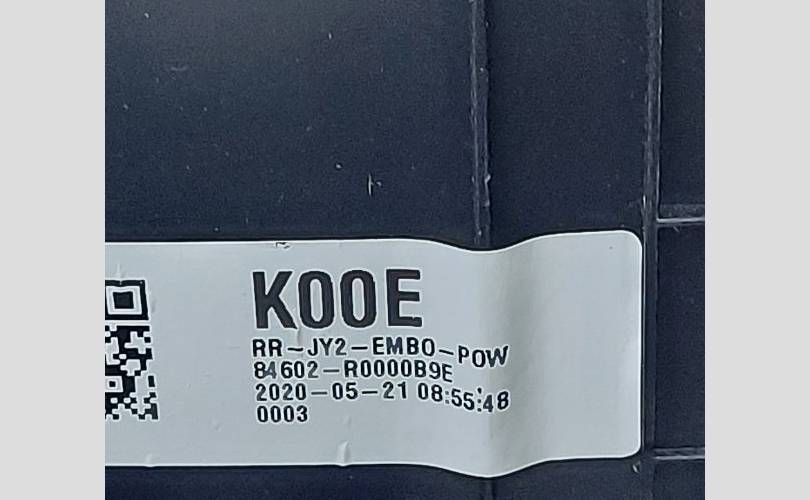 K00E
RR-JY2-EMBO-POW
84602-R0000B9E
2020-05-21 08:55:48
0003